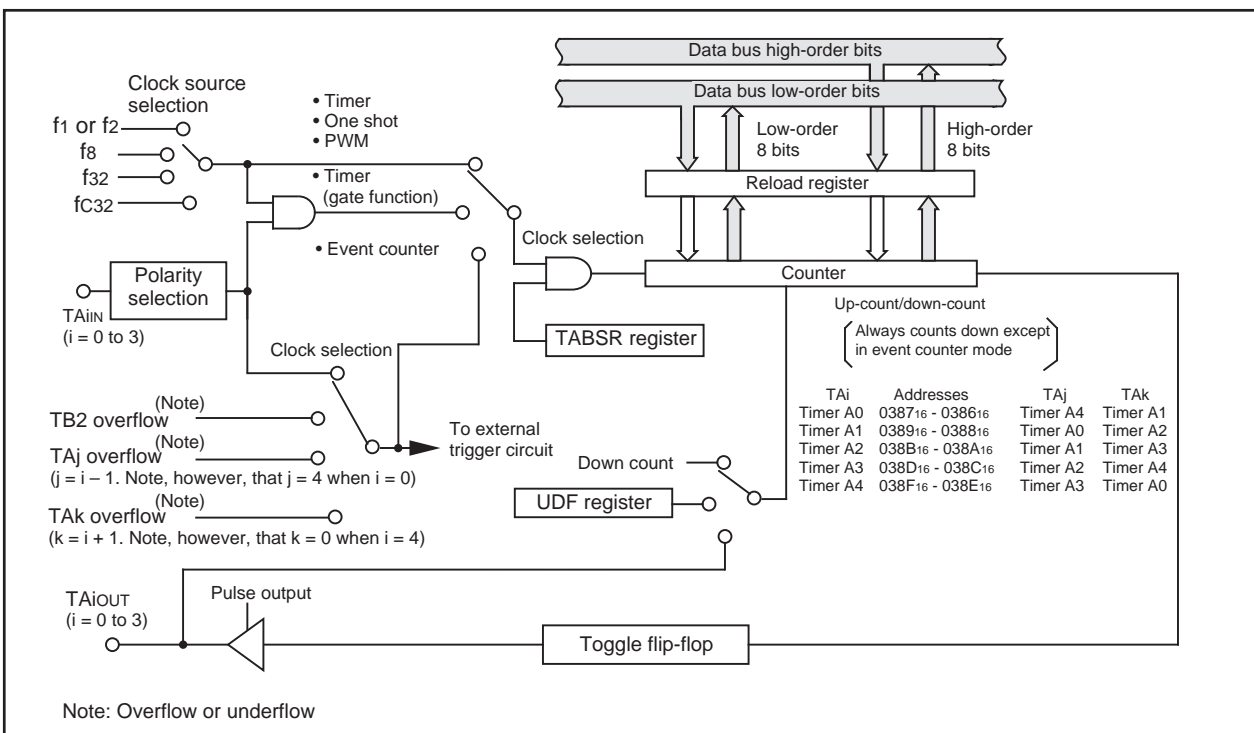 Data bus high-order bits
Data bus low-order bits
Clock source
selection
f1 or f2
f8
f32
fC32
• Timer
• One shot
• PWM
• Timer
(gate function)
• Event counter
Low-order
8 bits
High-order
8 bits
Reload register
Clock selection
Counter
Polarity
selection
TAiIN
(i = 0 to 3)
TABSR register
Up-count/down-count
Always counts down except
in event counter mode
Clock selection
(Note)
TB2 overflow
(Note)
TAj overflow
(j = i – 1. Note, however, that j = 4 when i = 0)
(Note)
TAk overflow
(k = i + 1. Note, however, that k = 0 when i = 4)
To external
trigger circuit
TAi Addresses TAj TAk
Timer A0 038716 - 038616 Timer A4 Timer A1
Timer A1 038916 - 038816 Timer A0 Timer A2
Timer A2 038B16 - 038A16 Timer A1 Timer A3
Timer A3 038D16 - 038C16 Timer A2 Timer A4
Timer A4 038F16 - 038E16 Timer A3 Timer A0
Down count
UDF register
TAiOUT
(i = 0 to 3)
Pulse output
Toggle flip-flop
Note: Overflow or underflow